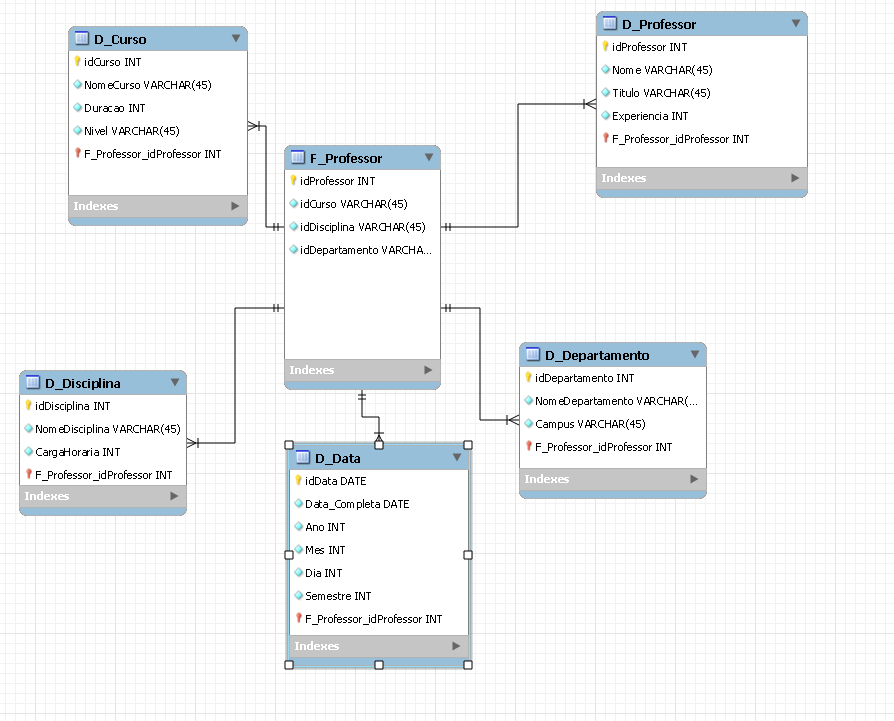 D_Curso
idCurso INT
NomeCurso VARCHAR(45)
Duracao INT
Nivel VARCHAR(45)
F_Professor_idProfessor INT
Indexes
D_Professor
idProfessor INT
Nome VARCHAR(45)
Titulo VARCHAR(45)
Experiencia INT
F_Professor_idProfessor INT
Indexes
F_Professor
idProfessor INT
idCurso VARCHAR(45)
idDisciplina VARCHAR(45)
idDepartamento VARCHA...
Indexes
D_Disciplina
idDisciplina INT
NomeDisciplina VARCHAR(45)
CargaHoraria INT
F_Professor_idProfessor INT
Indexes
D_Departamento
idDepartamento INT
NomeDepartamento VARCHAR(...
Campus VARCHAR(45)
F_Professor_idProfessor INT
Indexes
D_Data
idData DATE
Data_Completa DATE
Ano INT
Mes INT
Dia INT
Semestre INT
F_Professor_idProfessor INT
Indexes